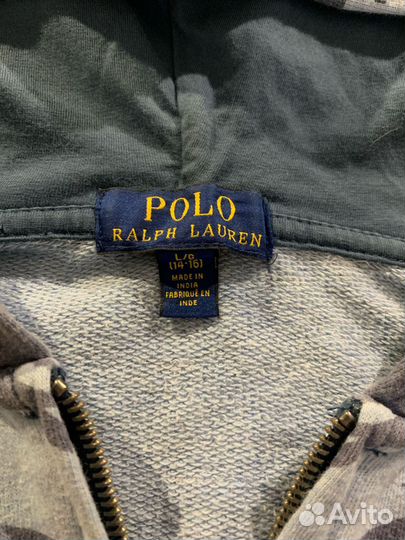 POLO
RALPH LAUREN
L/G
(14-16)
MADE IN
INDIA
FABRIQUÉ EN
INDE
Avito